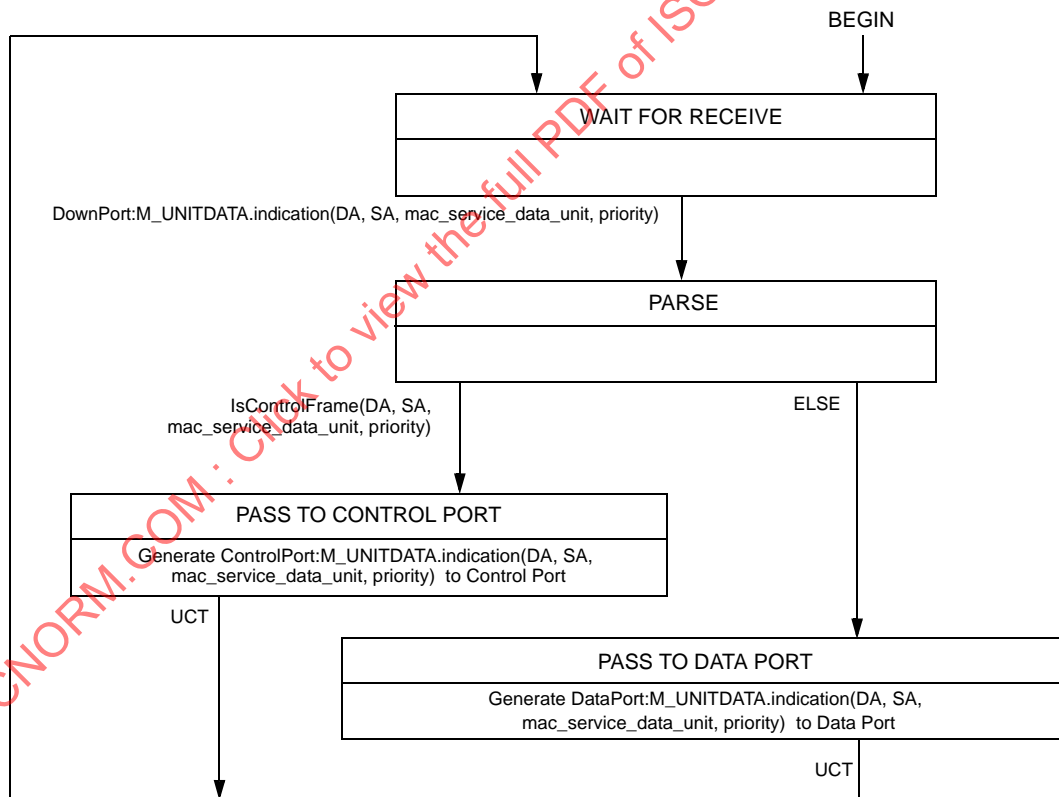 BEGIN
WAIT FOR RECEIVE
DownPort:M_UNITDATA.indication(DA, SA, mac_service_data_unit, priority)
PARSE
IsControlFrame(DA, SA,
mac_service_data_unit, priority)
ELSE
PASS TO CONTROL PORT
Generate ControlPort:M_UNITDATA.indication(DA, SA,
mac_service_data_unit, priority) to Control Port
UCT
PASS TO DATA PORT
Generate DataPort:M_UNITDATA.indication(DA, SA,
mac_service_data_unit, priority) to Data Port
UCT
CNORM.COM : Click to view the full PDF of ISO